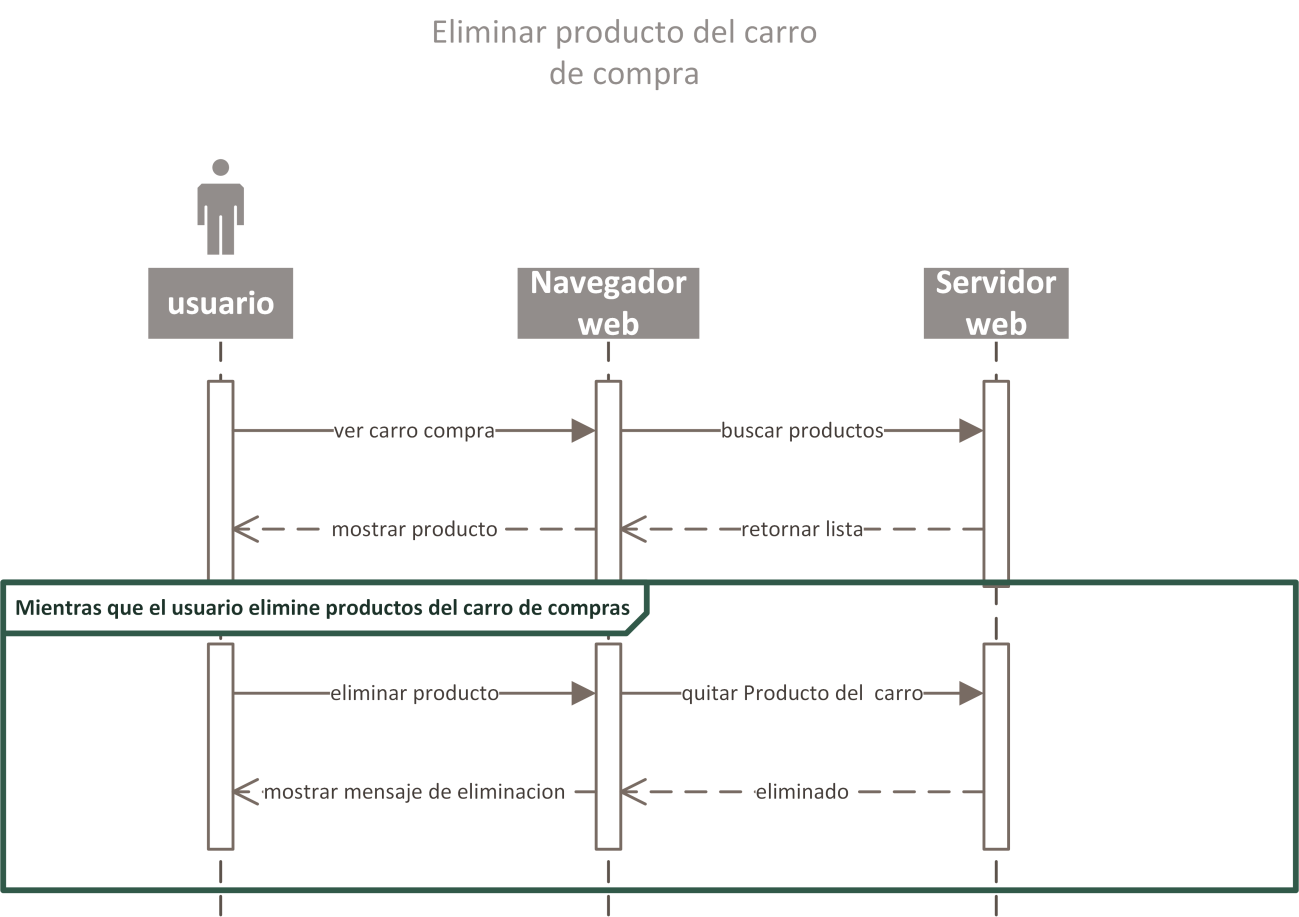 Eliminar producto del carro
de compra
usuario
Navegador
web
Servidor
web
ver carro compra
buscar productos
mostrar producto
retornar lista
Mientras que el usuario elimine productos del carro de compras
eliminar producto
quitar Producto del carro
mostrar mensaje de eliminacion
eliminado